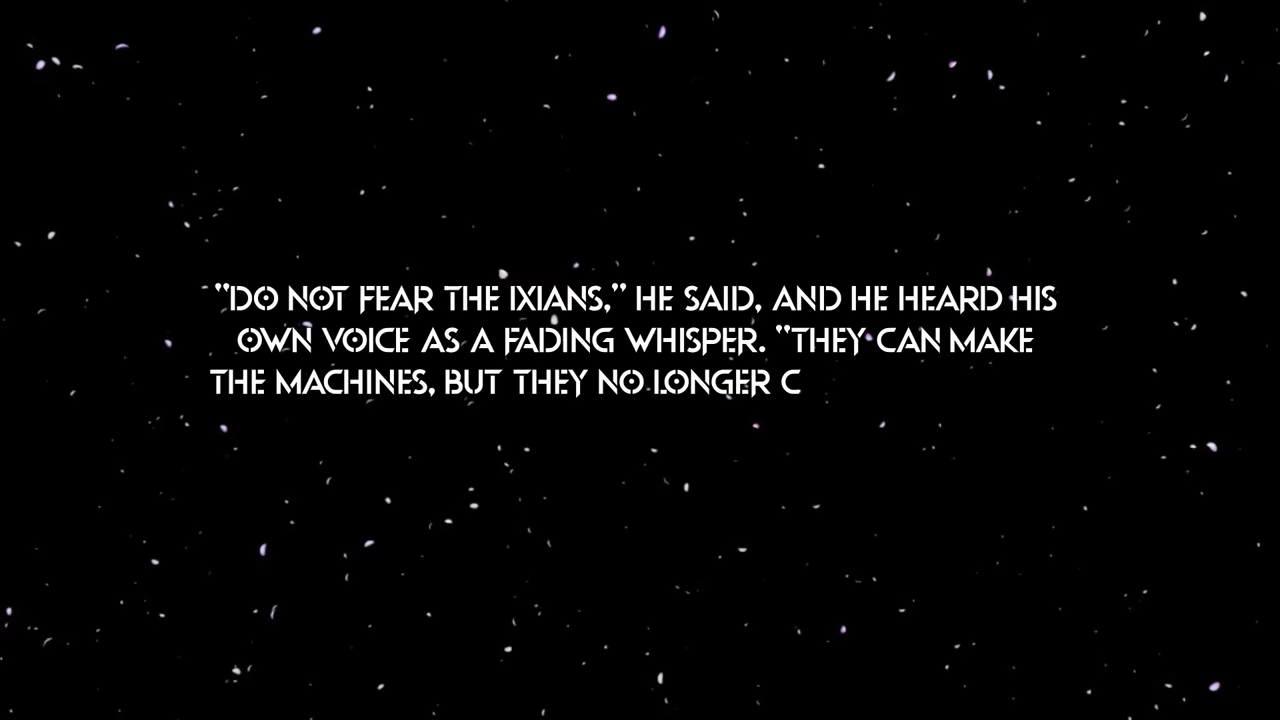 "DO NOT FEAR THE IXIANS," HE SAID, AND HE HEARD HIS
OWN VOICE AS A FADING WHISPER. "THEY CAN MAKE
THE MACHINES, BUT THEY NO LONGER C